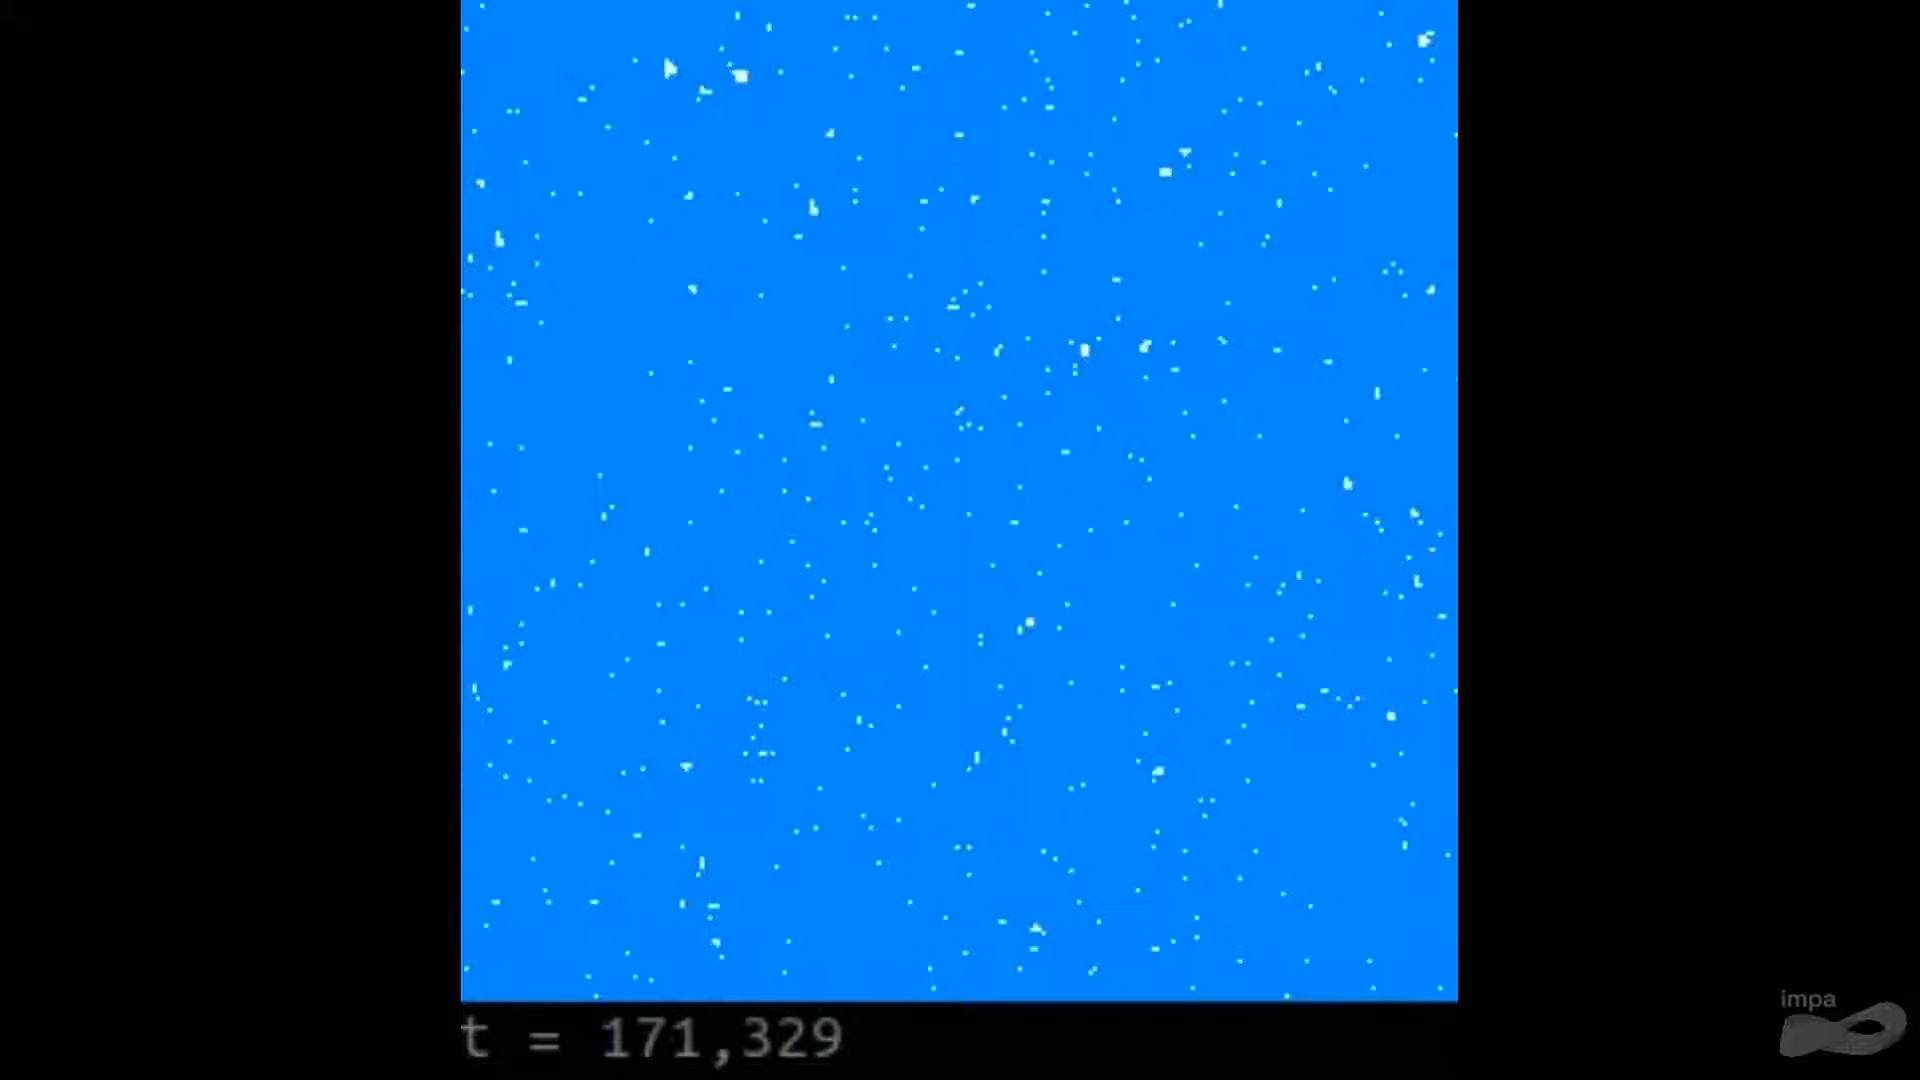 t = 171,329
impa